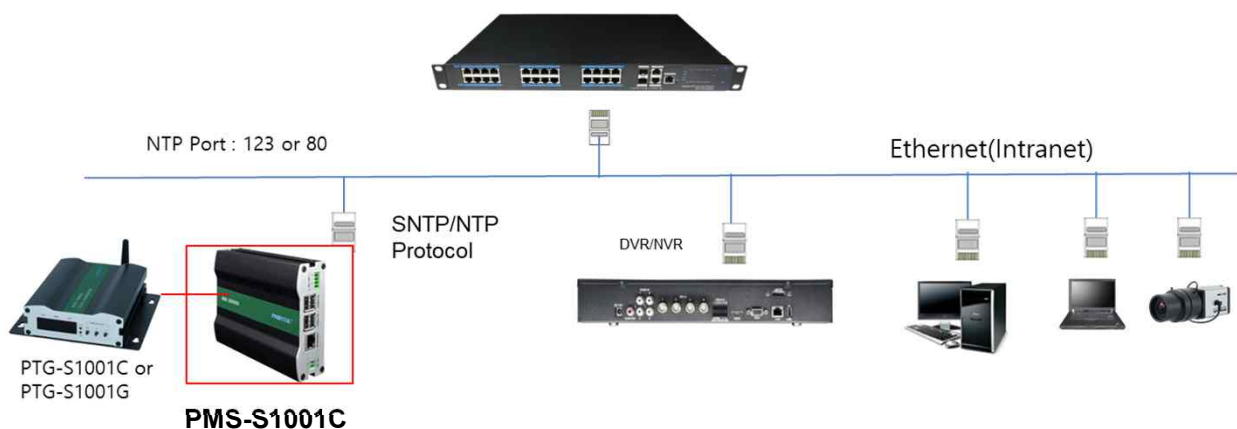 NTP Port : 123 or 80
Ethernet(Intranet)
SNTP/NTP
Protocol
DVR/NVR
PTG-S1001C or
PTG-S1001G
PMS-S1001C